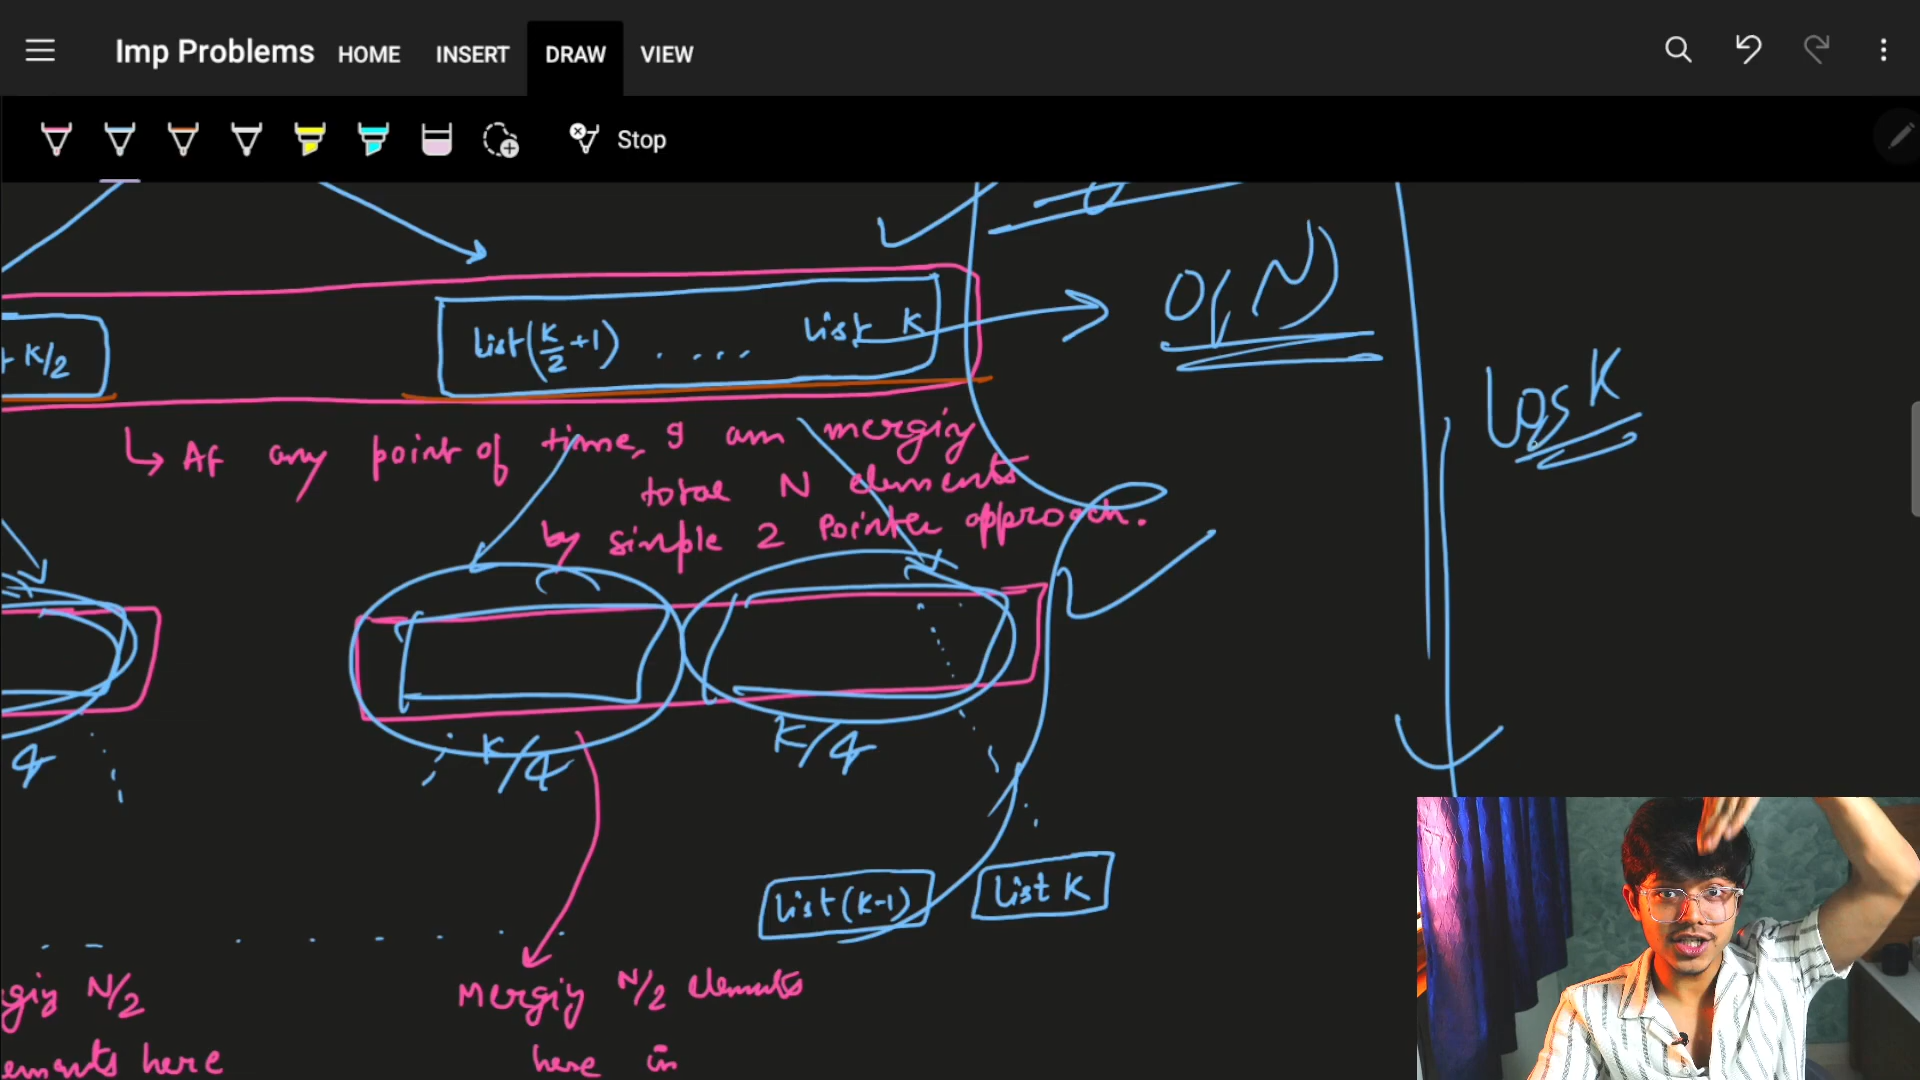 Imp Problems HOME INSERT DRAW VIEW
Stop
O(N)
K/2
list(K/2+1) ..... list K
log K
↳ At any point of time, I am merging
total N elements
by simple 2 pointer approach.
4
K/4
K/4
list(K-1) list K
N/2
Merging N/2 elements
ements here
here in